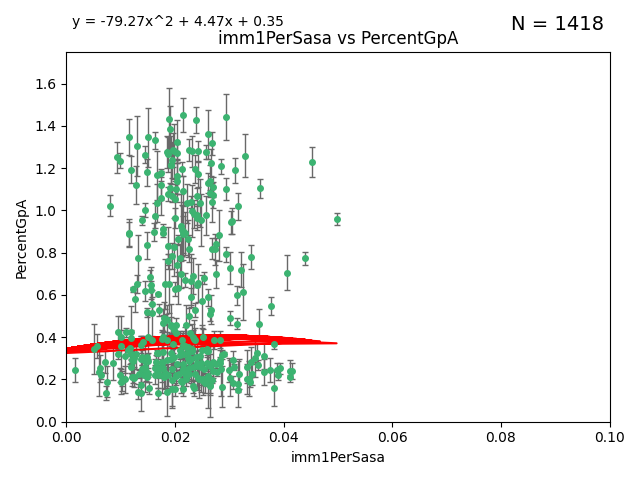 y = -79.27x^2 + 4.47x + 0.35
N = 1418
imm1PerSasa vs PercentGpA
PercentGpA
1.6
1.4
1.2
1.0
0.8
0.6
0.4
0.2
0.0
0.00 0.02 0.04 0.06 0.08 0.10
imm1PerSasa